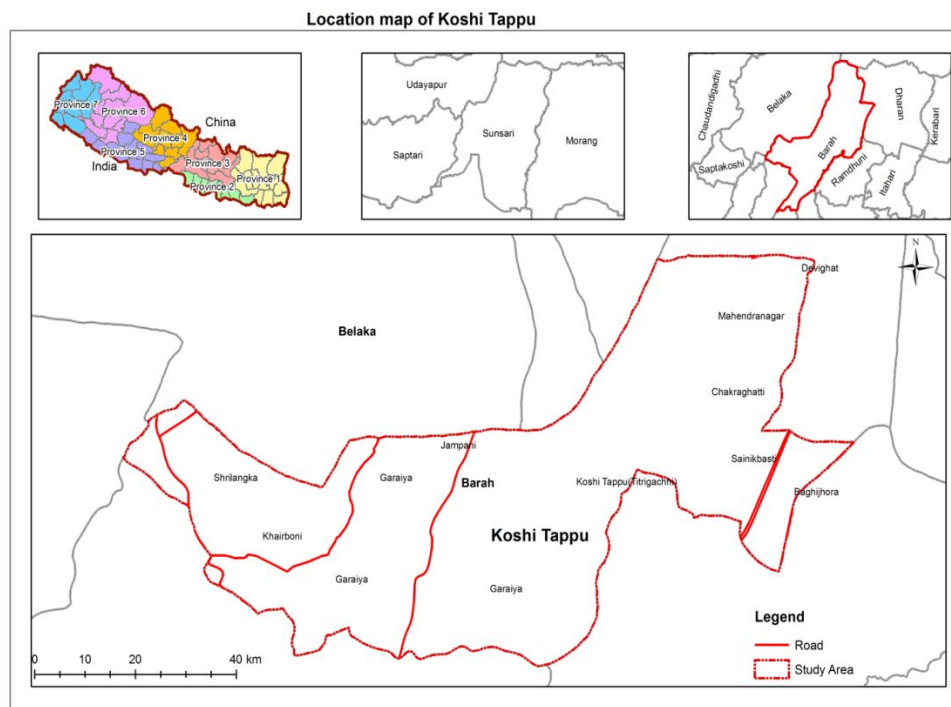 Location map of Koshi Tappu
Province 7
Province 6
China
Province 4
Province 5
Province 3
India
Province 2
Province 1
Udayapur
Sunsari
Saptari
Morang
Chaudandigadhi
Belaka
Dharan
Kerabari
Barah
Saptakoshi
Ramdhuni
Itahari
N
Devighat
Mahendranagar
Belaka
Chakraghatti
Jampani
Sainikbasti
Shrilangka
Garaiya
Barah
Koshi Tappu(Titrigachhi)
Baghijhora
Khairboni
Koshi Tappu
Garaiya
Garaiya
Legend
Road
Study Area
0 10 20 40 km